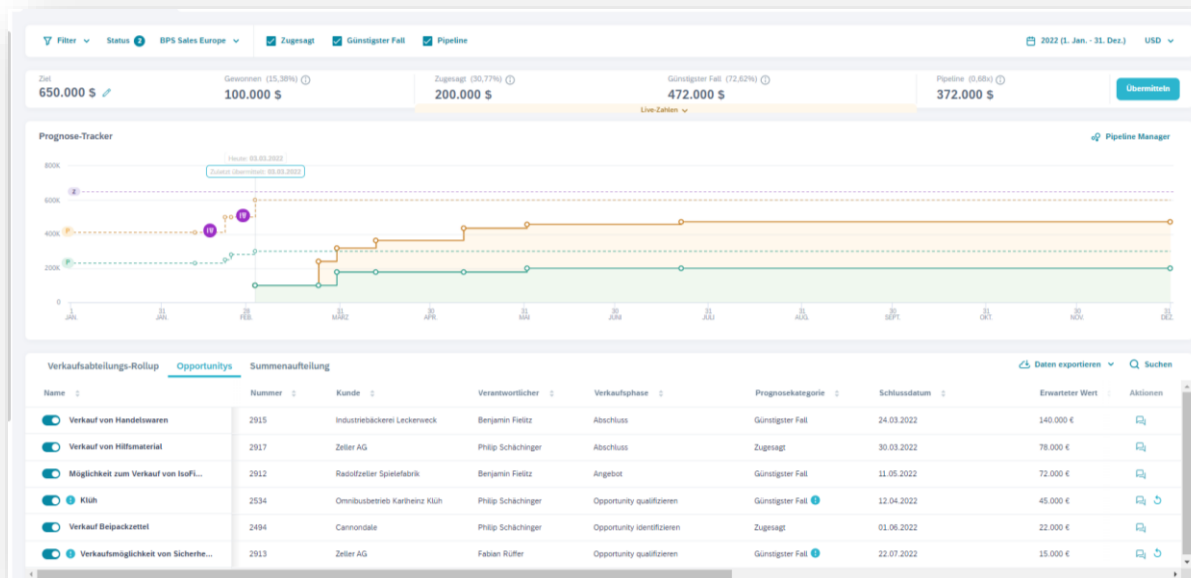 Filter Status 2 BPS Sales Europe Zugesagt Günstigster Fall Pipeline 2022 (1. Jan. - 31. Dez.) USD
Ziel Gewonnen (15,38%) Zugesagt (30,77%) Günstigster Fall (72,62%) Pipeline (0,68x)
650.000 $ 100.000 $ 200.000 $ 472.000 $ 372.000 $ Übermitteln
Live-Zahlen
Prognose-Tracker Pipeline Manager
Heute: 03.03.2022
Zuletzt übermittelt: 03.03.2022
800K
Z
600K
400K
F
200K
P
0
1 31 28 31 30 31 30 31 31 30 31 30 31
JAN. JAN. FEB. MÄRZ APR. MAI JUNI JULI AUG. SEPT. OKT. NOV. DEZ.
Verkaufsabteilungs-Rollup Opportunitys Summenaufteilung Daten exportieren Suchen
Name Nummer Kunde Verantwortlicher Verkaufsphase Prognosekategorie Schlussdatum Erwarteter Wert Aktionen
Verkauf von Handelswaren 2915 Industriebäckerei Leckerweck Benjamin Fielitz Abschluss Günstigster Fall 24.03.2022 140.000 €
Verkauf von Hilfsmaterial 2917 Zeller AG Philip Schächinger Abschluss Zugesagt 30.03.2022 78.000 €
Möglichkeit zum Verkauf von IsoFi... 2912 Radolfzeller Spielefabrik Benjamin Fielitz Angebot Günstigster Fall 11.05.2022 72.000 €
Klüh 2534 Omnibusbetrieb Karlheinz Klüh Philip Schächinger Opportunity qualifizieren Günstigster Fall 12.04.2022 45.000 €
Verkauf Beipackzettel 2494 Cannondale Philip Schächinger Opportunity identifizieren Zugesagt 01.06.2022 22.000 €
Verkaufsmöglichkeit von Sicherhe... 2913 Zeller AG Fabian Rüffer Opportunity qualifizieren Günstigster Fall 22.07.2022 15.000 €